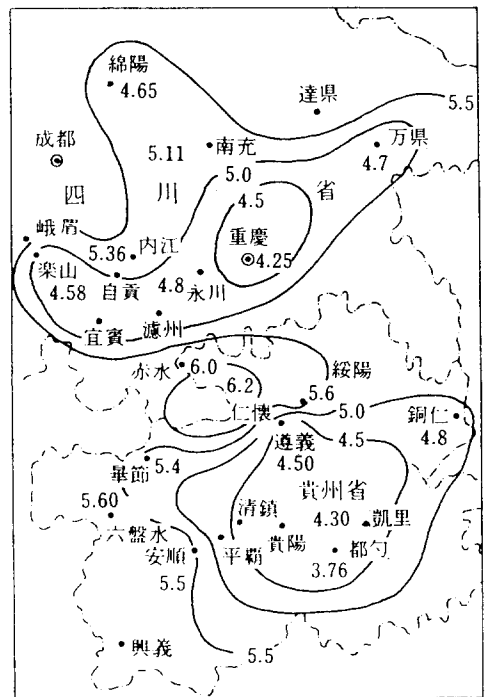 綿陽
4.65
達県
5.5
成都
5.11
南充
万県
4.7
四川省
5.0
4.5
重慶
4.25
峨眉
5.36
内江
楽山
4.58
自貢
4.8
永川
宜賓
濾州
赤水
6.0
6.2
綏陽
5.6
仁懐
5.0
銅仁
4.8
遵義
4.50
4.5
畢節
5.4
5.60
六盤水
清鎮
貴州省
4.30
凱里
貴陽
安順
平覇
都匀
3.76
5.5
興義
5.5